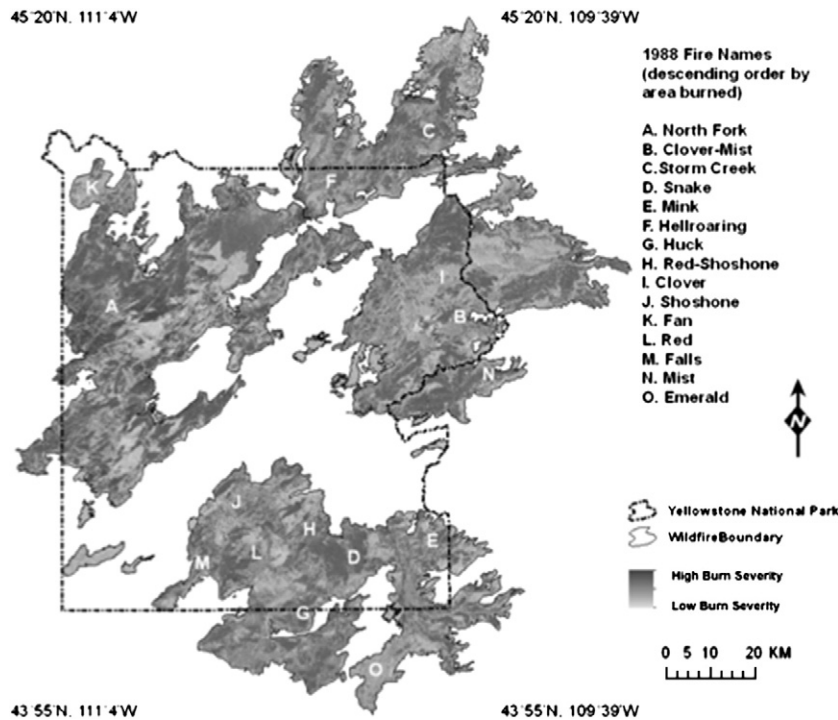 45°20'N, 111°4'W
45°20'N, 109°39'W
1988 Fire Names
(descending order by
area burned)
A. North Fork
B. Clover-Mist
C.Storm Creek
D. Snake
E. Mink
F. Hellroaring
G. Huck
H. Red-Shoshone
I. Clover
J. Shoshone
K. Fan
L. Red
M. Falls
N. Mist
O. Emerald
C
K
F
I
A
B
N
J
H
E
M
L
D
G
O
N
Yellowstone National Park
WildfireBoundary
High Burn Severity
Low Burn Severity
0 5 10 20 KM
43°55'N, 111°4'W
43°55'N, 109°39'W